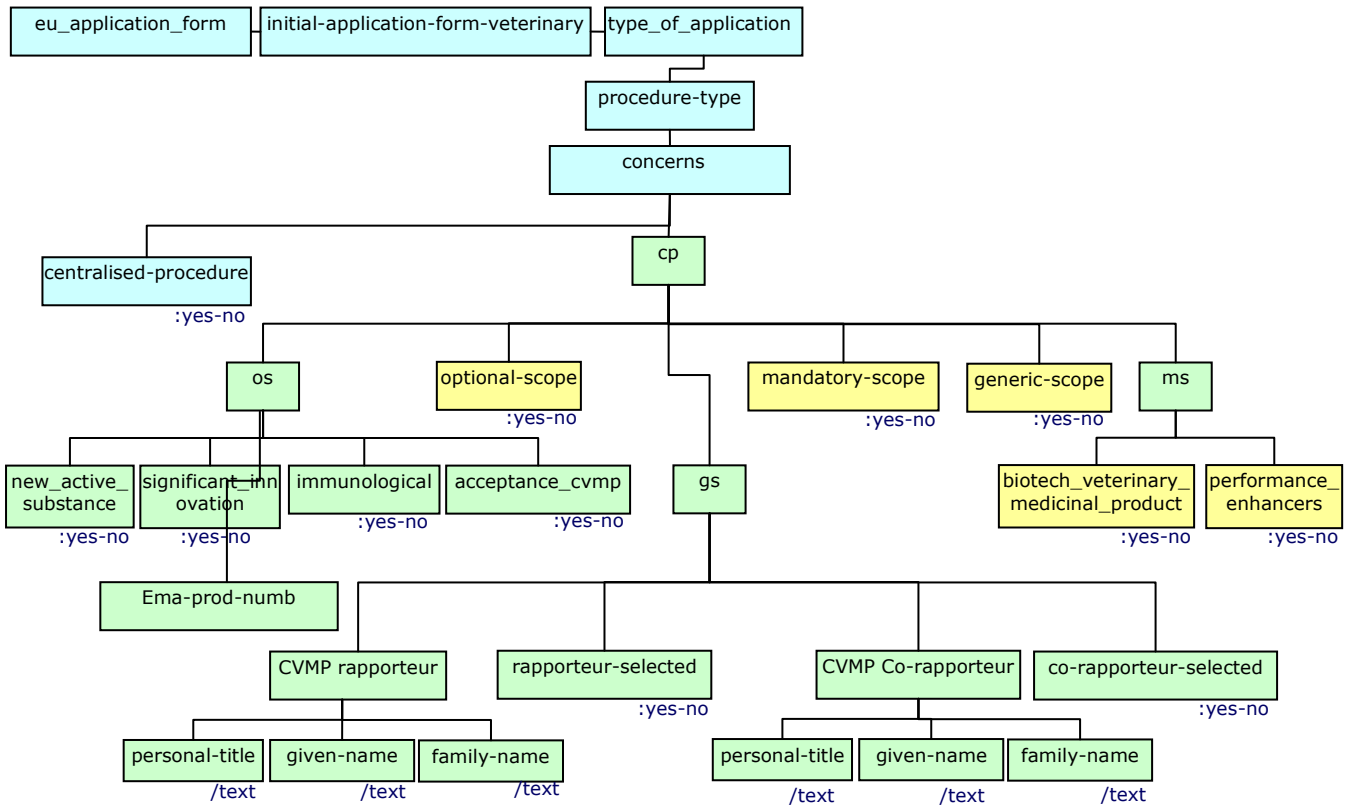 eu_application_form
initial-application-form-veterinary
type_of_application
procedure-type
concerns
centralised-procedure
:yes-no
cp
os
optional-scope
:yes-no
mandatory-scope
:yes-no
generic-scope
:yes-no
ms
new_active_
substance
:yes-no
significant_inn
ovation
:yes-no
immunological
:yes-no
acceptance_cvmp
:yes-no
gs
biotech_veterinary_
medicinal_product
:yes-no
performance_
enhancers
:yes-no
Ema-prod-numb
CVMP rapporteur
rapporteur-selected
:yes-no
CVMP Co-rapporteur
co-rapporteur-selected
:yes-no
personal-title
/text
given-name
/text
family-name
/text
personal-title
/text
given-name
/text
family-name
/text